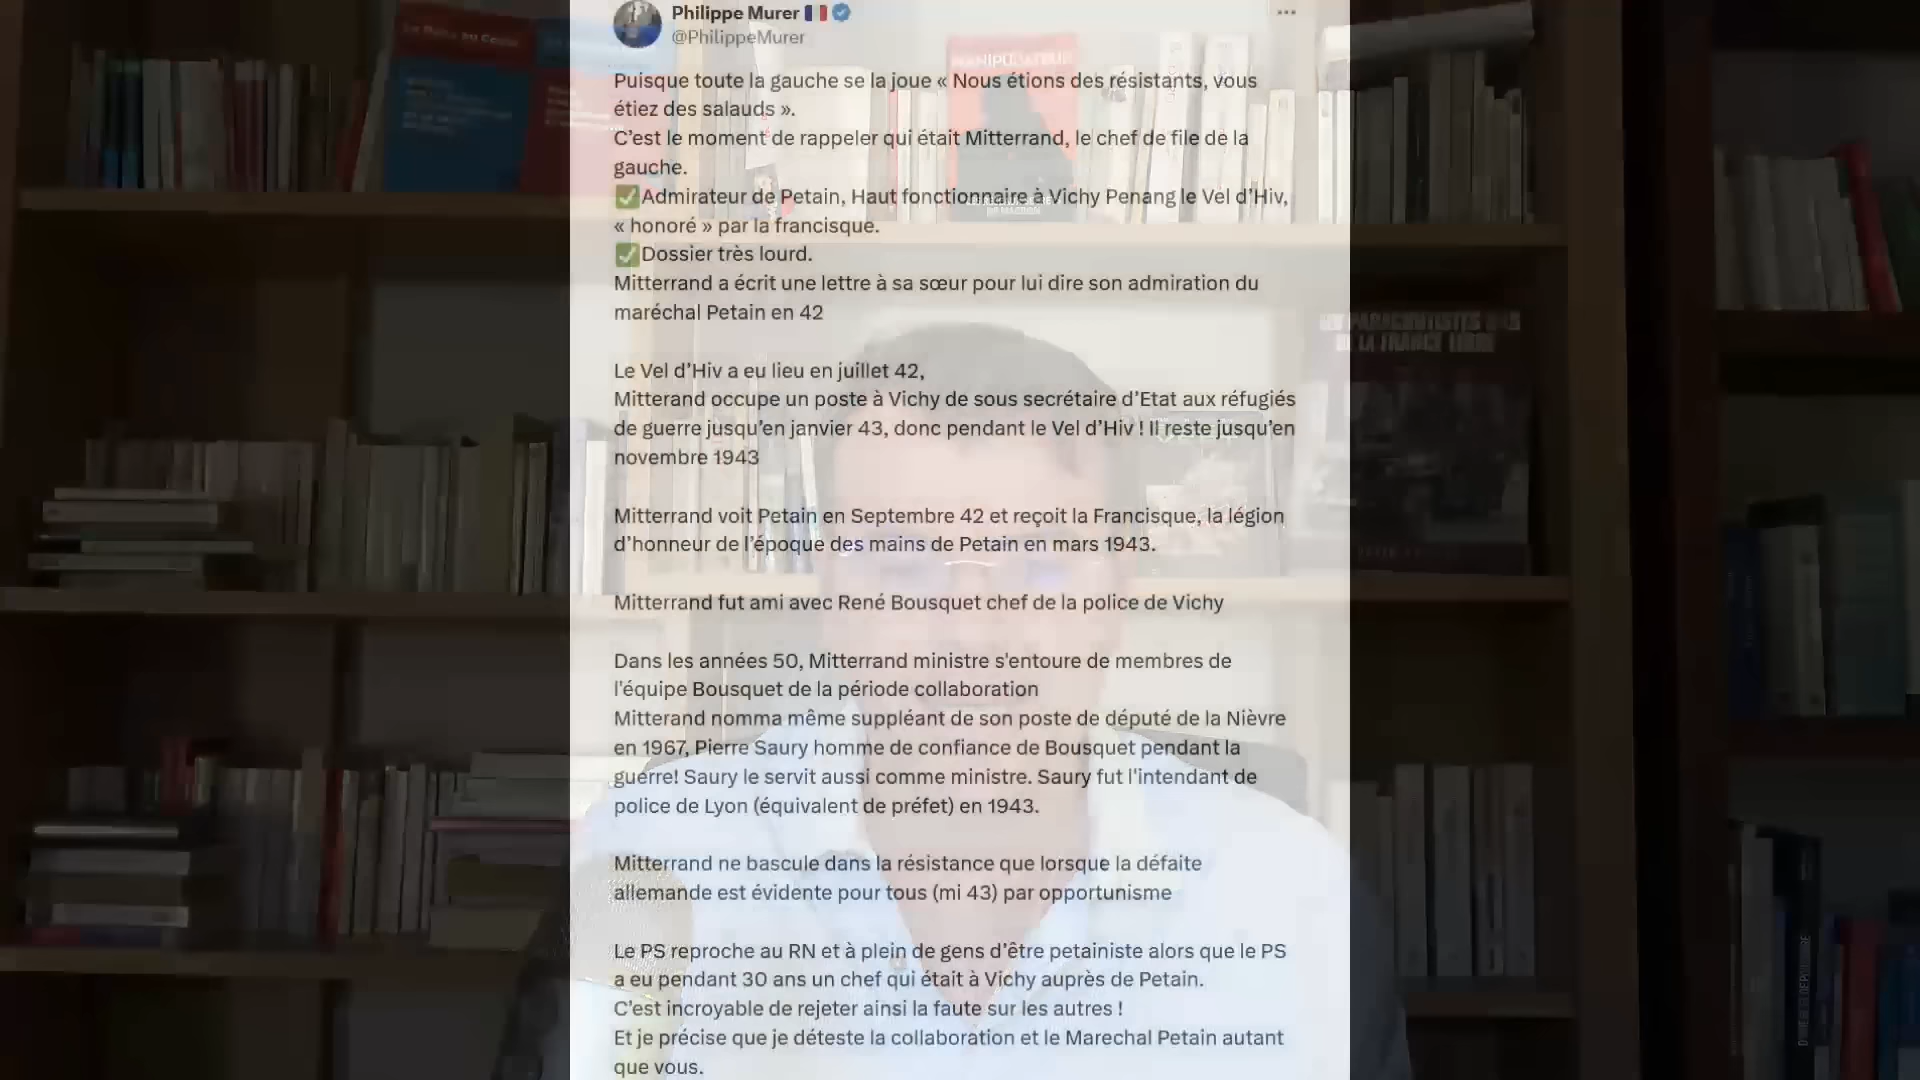 Philippe Murer
@PhilippeMurer
Puisque toute la gauche se la joue « Nous étions des résistants, vous
étiez des salauds ».
C'est le moment de rappeler qui était Mitterrand, le chef de file de la
gauche.
✅Admirateur de Petain, Haut fonctionnaire à Vichy Penang le Vel d'Hiv,
« honoré » par la francisque.
✅Dossier très lourd.
Mitterrand a écrit une lettre à sa sœur pour lui dire son admiration du
maréchal Petain en 42
Le Vel d'Hiv a eu lieu en juillet 42,
Mitterand occupe un poste à Vichy de sous secrétaire d'Etat aux réfugiés
de guerre jusqu'en janvier 43, donc pendant le Vel d'Hiv ! Il reste jusqu'en
novembre 1943
Mitterrand voit Petain en Septembre 42 et reçoit la Francisque, la légion
d'honneur de l'époque des mains de Petain en mars 1943.
Mitterrand fut ami avec René Bousquet chef de la police de Vichy
Dans les années 50, Mitterrand ministre s'entoure de membres de
l'équipe Bousquet de la période collaboration
Mitterand nomma même suppléant de son poste de député de la Nièvre
en 1967, Pierre Saury homme de confiance de Bousquet pendant la
guerre! Saury le servit aussi comme ministre. Saury fut l'intendant de
police de Lyon (équivalent de préfet) en 1943.
Mitterrand ne bascule dans la résistance que lorsque la défaite
allemande est évidente pour tous (mi 43) par opportunisme
Le PS reproche au RN et à plein de gens d'être petainiste alors que le PS
a eu pendant 30 ans un chef qui était à Vichy auprès de Petain.
C'est incroyable de rejeter ainsi la faute sur les autres !
Et je précise que je déteste la collaboration et le Marechal Petain autant
que vous.
MANIPULATEUR
DE LA FRANCE LIBRE